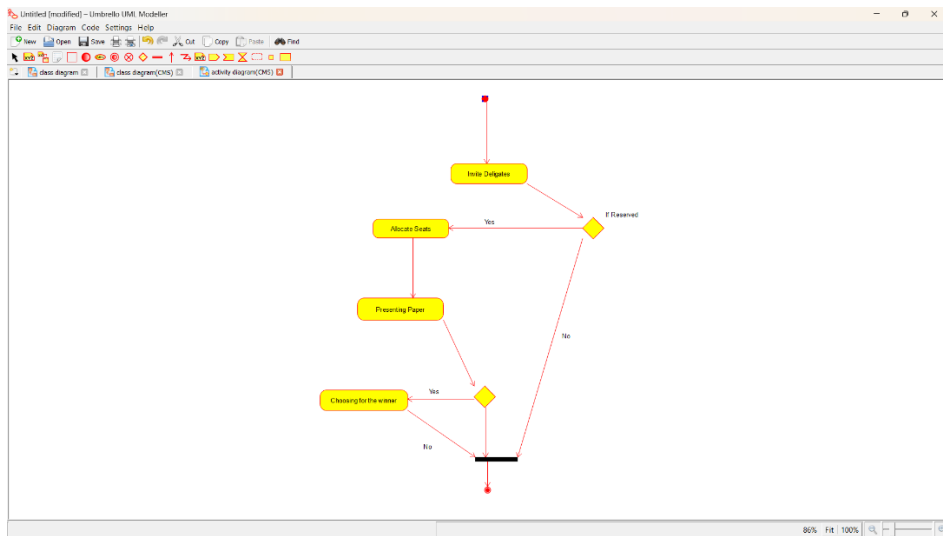 Untitled [modified] – Umbrello UML Modeller
File Edit Diagram Code Settings Help
New Open Save Cut Copy Paste Find
class diagram class diagram(CMS) activity diagram(CMS)
Invite Deligates
If Reserved
Yes
Allocate Seats
Presenting Paper
No
Yes
Choosing for the winner
No
86% Fit 100%